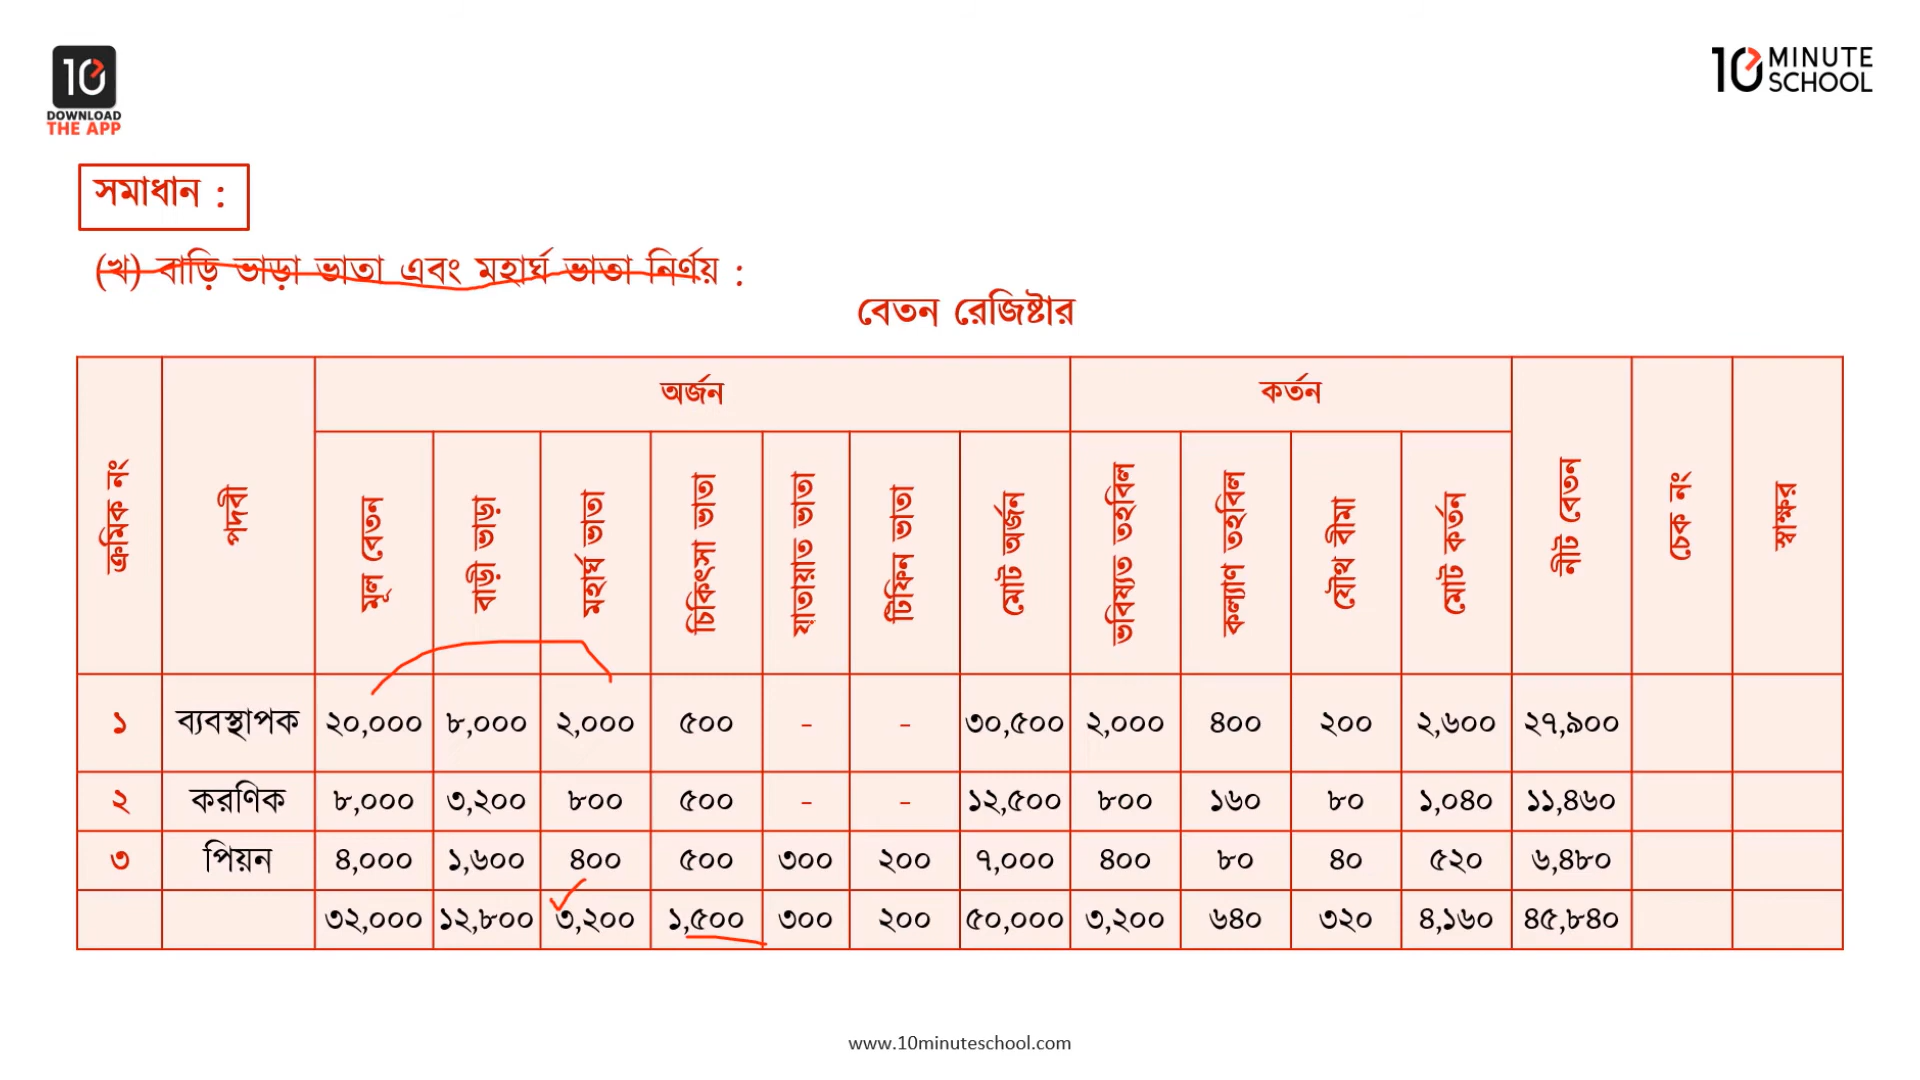 10
DOWNLOAD
THE APP
10 MINUTE
SCHOOL
সমাধান :
(খ) বাড়ি ভাড়া ভাতা এবং মহার্ঘ ভাতা নির্ণয় :
বেতন রেজিষ্টার
ক্রমিক নং পদবী অর্জন কর্তন নীট বেতন চেক নং স্বাক্ষর
মূল বেতন বাড়ী ভাড়া মহার্ঘ ভাতা চিকিৎসা ভাতা যাতায়াত ভাতা টিফিন ভাতা মোট অর্জন ভবিষ্যত তহবিল কল্যাণ তহবিল যৌথ বীমা মোট কর্তন
১ ব্যবস্থাপক ২০,০০০ ৮,০০০ ২,০০০ ৫০০ - - ৩০,৫০০ ২,০০০ ৪০০ ২০০ ২,৬০০ ২৭,৯০০
২ করণিক ৮,০০০ ৩,২০০ ৮০০ ৫০০ - - ১২,৫০০ ৮০০ ১৬০ ৮০ ১,০৪০ ১১,৪৬০
৩ পিয়ন ৪,০০০ ১,৬০০ ৪০০ ৫০০ ৩০০ ২০০ ৭,০০০ ৪০০ ৮০ ৪০ ৫২০ ৬,৪৮০
৩২,০০০ ১২,৮০০ ৩,২০০ ১,৫০০ ৩০০ ২০০ ৫০,০০০ ৩,২০০ ৬৪০ ৩২০ ৪,১৬০ ৪৫,৮৪০
www.10minuteschool.com